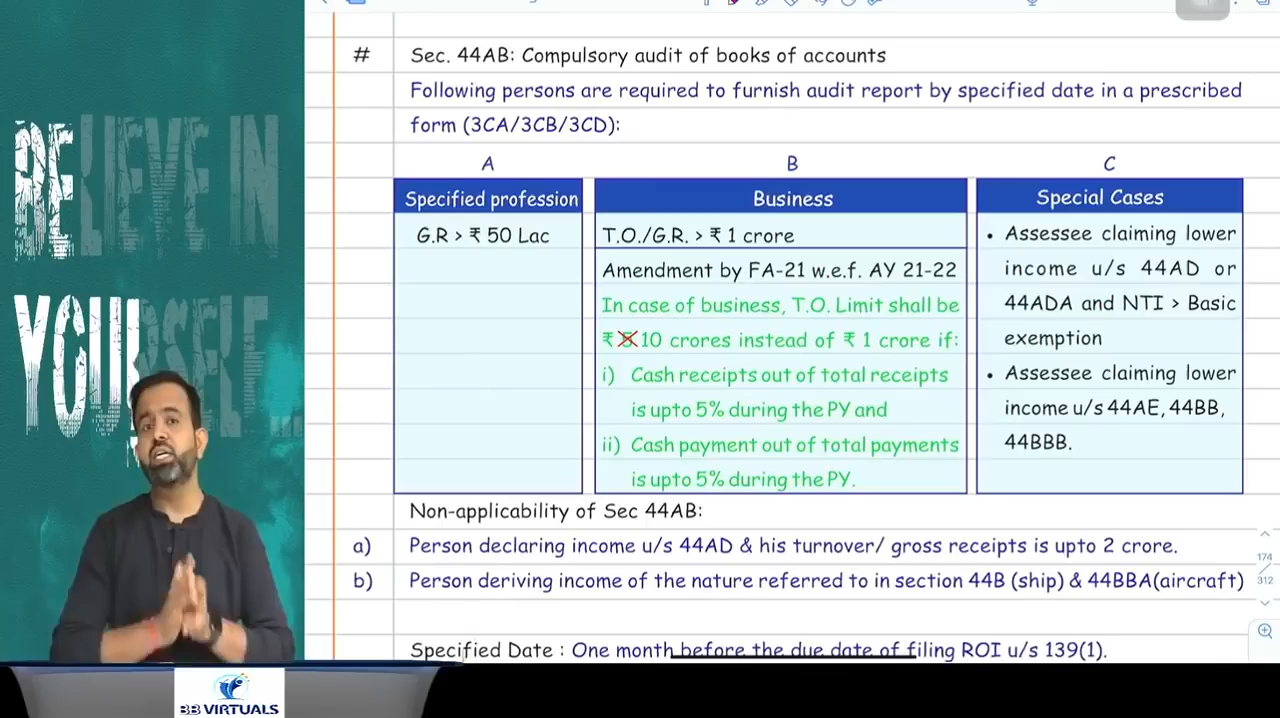 BELIEVE IN
YOURSELF...
# Sec. 44AB: Compulsory audit of books of accounts
Following persons are required to furnish audit report by specified date in a prescribed
form (3CA/3CB/3CD):
A B C
Specified profession
G.R > ₹ 50 Lac
Business
T.O./G.R. > ₹ 1 crore
Amendment by FA-21 w.e.f. AY 21-22
In case of business, T.O. Limit shall be
₹ 5 10 crores instead of ₹ 1 crore if:
i) Cash receipts out of total receipts
is upto 5% during the PY and
ii) Cash payment out of total payments
is upto 5% during the PY.
Special Cases
• Assessee claiming lower
income u/s 44AD or
44ADA and NTI > Basic
exemption
• Assessee claiming lower
income u/s 44AE, 44BB,
44BBB.
Non-applicability of Sec 44AB:
a) Person declaring income u/s 44AD & his turnover/ gross receipts is upto 2 crore.
b) Person deriving income of the nature referred to in section 44B (ship) & 44BBA(aircraft)
Specified Date : One month before the due date of filing ROI u/s 139(1).
174
312
BB VIRTUALS